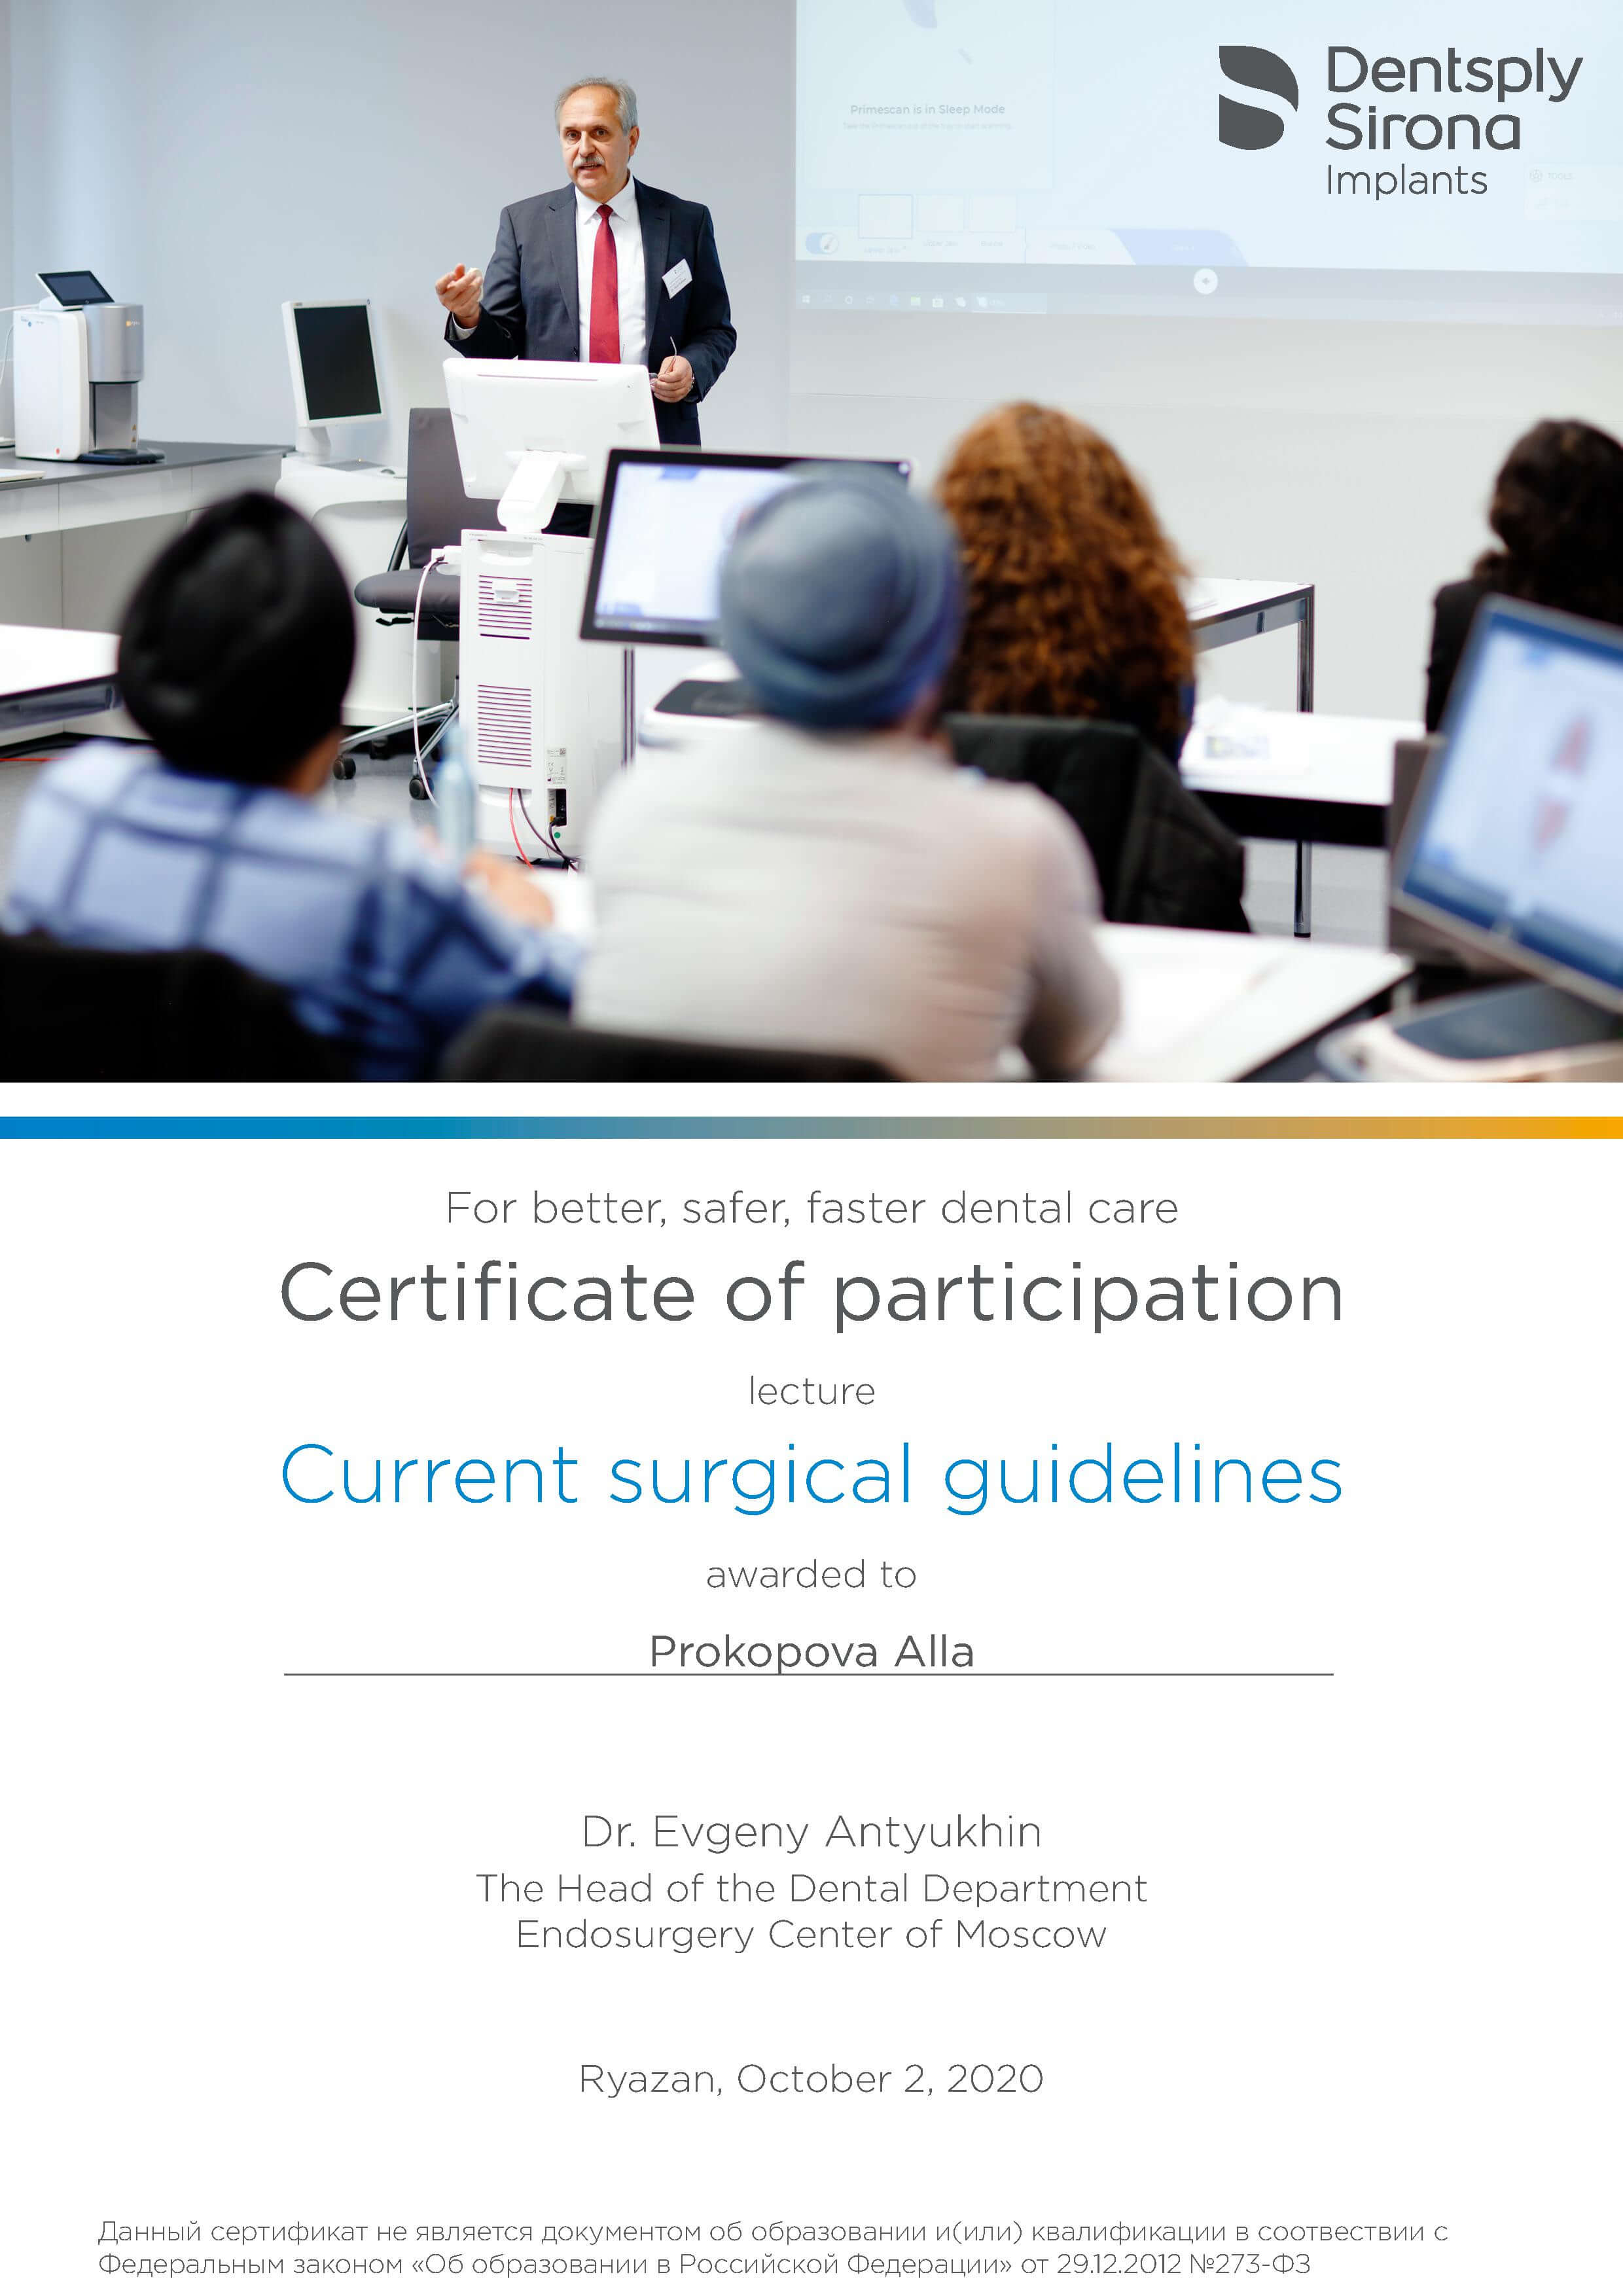 Dentsply
Sirona
Implants
Primescan is in Sleep Mode
For better, safer, faster dental care
Certificate of participation
lecture
Current surgical guidelines
awarded to
Prokopova Alla
Dr. Evgeny Antyukhin
The Head of the Dental Department
Endosurgery Center of Moscow
Ryazan, October 2, 2020
Данный сертификат не является документом об образовании и(или) квалификации в соотвествии с
Федеральным законом «Об образовании в Российской Федерации» от 29.12.2012 №273-ФЗ